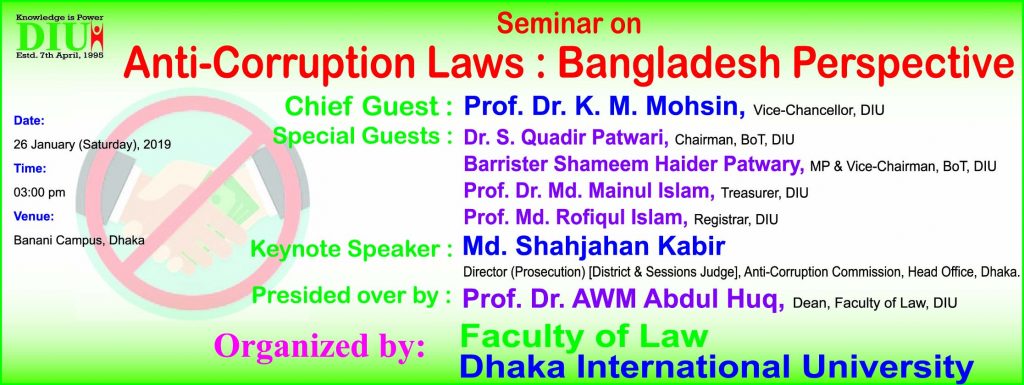 Knowledge is Power
DIU
Estd. 7th April, 1995
Seminar on
Anti-Corruption Laws : Bangladesh Perspective
Date:
26 January (Saturday), 2019
Time:
03:00 pm
Venue:
Banani Campus, Dhaka
Chief Guest : Prof. Dr. K. M. Mohsin, Vice-Chancellor, DIU
Special Guests : Dr. S. Quadir Patwari, Chairman, BoT, DIU
Barrister Shameem Haider Patwary, MP & Vice-Chairman, BoT, DIU
Prof. Dr. Md. Mainul Islam, Treasurer, DIU
Prof. Md. Rofiqul Islam, Registrar, DIU
Keynote Speaker : Md. Shahjahan Kabir
Director (Prosecution) [District & Sessions Judge], Anti-Corruption Commission, Head Office, Dhaka.
Presided over by : Prof. Dr. AWM Abdul Huq, Dean, Faculty of Law, DIU
Organized by: Faculty of Law
Dhaka International University